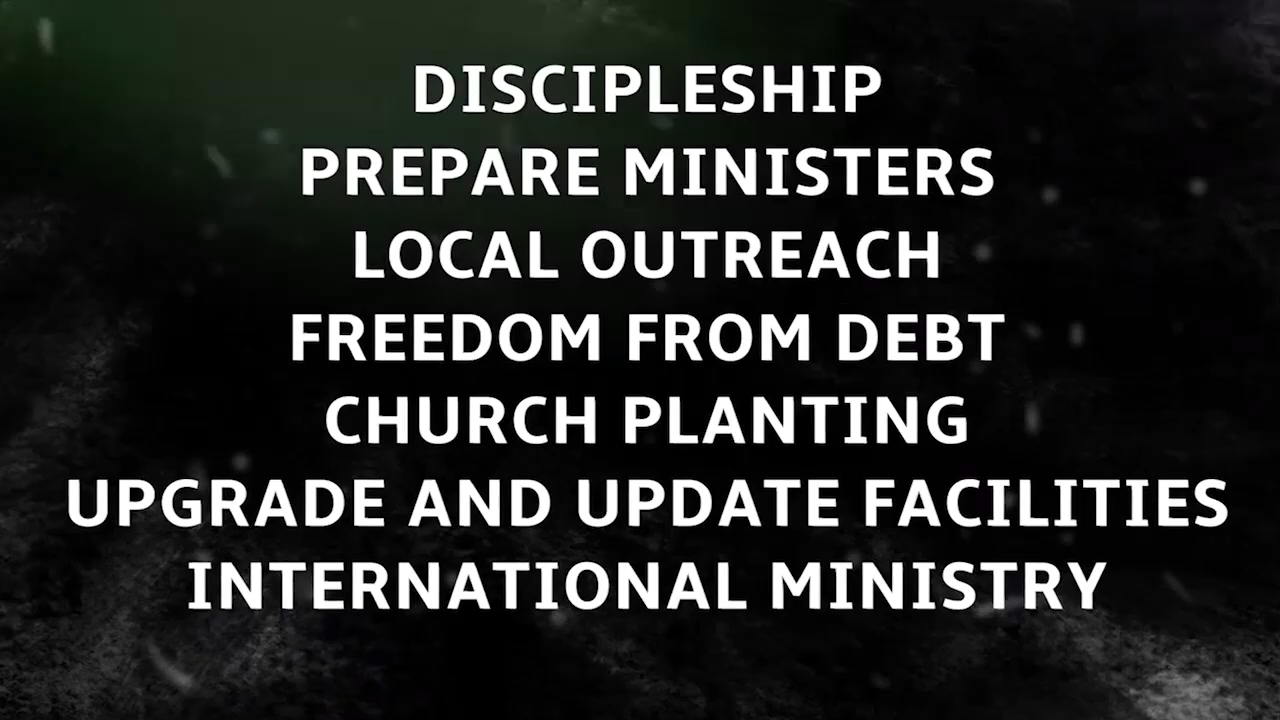 DISCIPLESHIP
PREPARE MINISTERS
LOCAL OUTREACH
FREEDOM FROM DEBT
CHURCH PLANTING
UPGRADE AND UPDATE FACILITIES
INTERNATIONAL MINISTRY